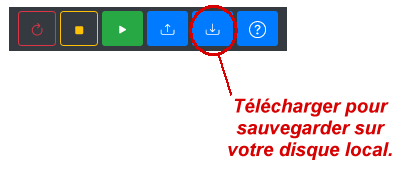 Télécharger pour
sauvegarder sur
votre disque local.